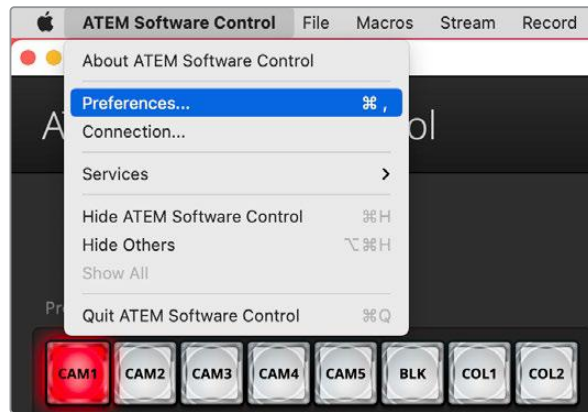 ATEM Software Control File Macros Stream Record
About ATEM Software Control
Preferences... ⌘ ,
Connection...
Services
Hide ATEM Software Control ⌘H
Hide Others ⌥⌘H
Show All
Quit ATEM Software Control ⌘Q
CAM1 CAM2 CAM3 CAM4 CAM5 BLK COL1 COL2